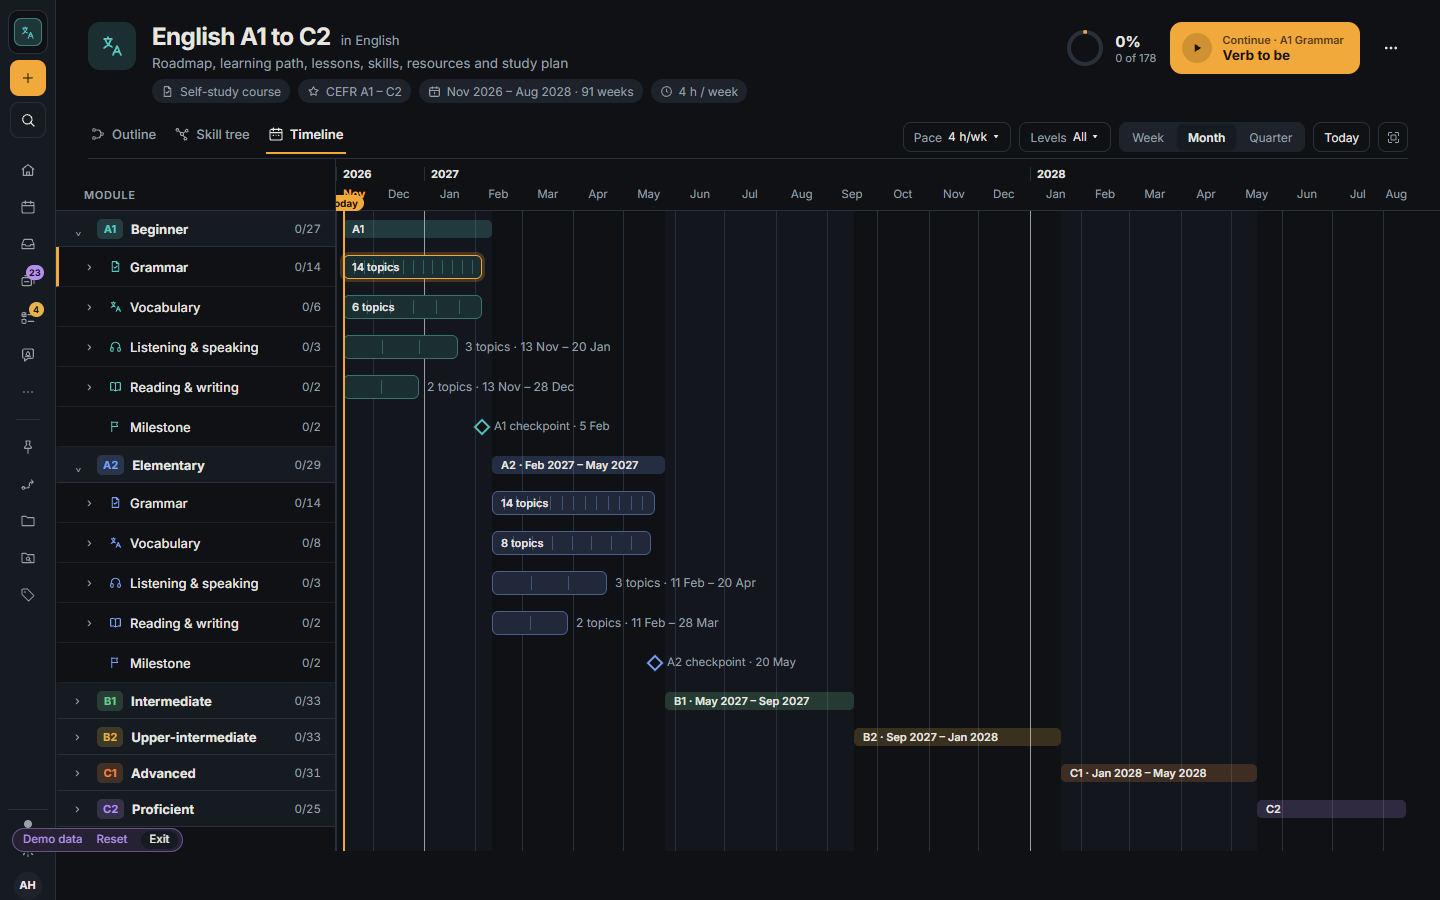 English A1 to C2 in English
Roadmap, learning path, lessons, skills, resources and study plan
Self-study course
CEFR A1 – C2
Nov 2026 – Aug 2028 · 91 weeks
4 h / week
0%
0 of 178
Continue · A1 Grammar
Verb to be
Outline
Skill tree
Timeline
Pace 4 h/wk
Levels All
Week
Month
Quarter
Today
2026 2027 2028
MODULE
Nov Dec Jan Feb Mar Apr May Jun Jul Aug Sep Oct Nov Dec Jan Feb Mar Apr May Jun Jul Aug
oday
A1 Beginner 0/27
A1
Grammar 0/14
14 topics
23
Vocabulary 0/6
6 topics
4
Listening & speaking 0/3
3 topics · 13 Nov – 20 Jan
Reading & writing 0/2
2 topics · 13 Nov – 28 Dec
Milestone 0/2
A1 checkpoint · 5 Feb
A2 Elementary 0/29
A2 · Feb 2027 – May 2027
Grammar 0/14
14 topics
Vocabulary 0/8
8 topics
Listening & speaking 0/3
3 topics · 11 Feb – 20 Apr
Reading & writing 0/2
2 topics · 11 Feb – 28 Mar
Milestone 0/2
A2 checkpoint · 20 May
B1 Intermediate 0/33
B1 · May 2027 – Sep 2027
B2 Upper-intermediate 0/33
B2 · Sep 2027 – Jan 2028
C1 Advanced 0/31
C1 · Jan 2028 – May 2028
C2 Proficient 0/25
C2
Demo data Reset Exit
AH